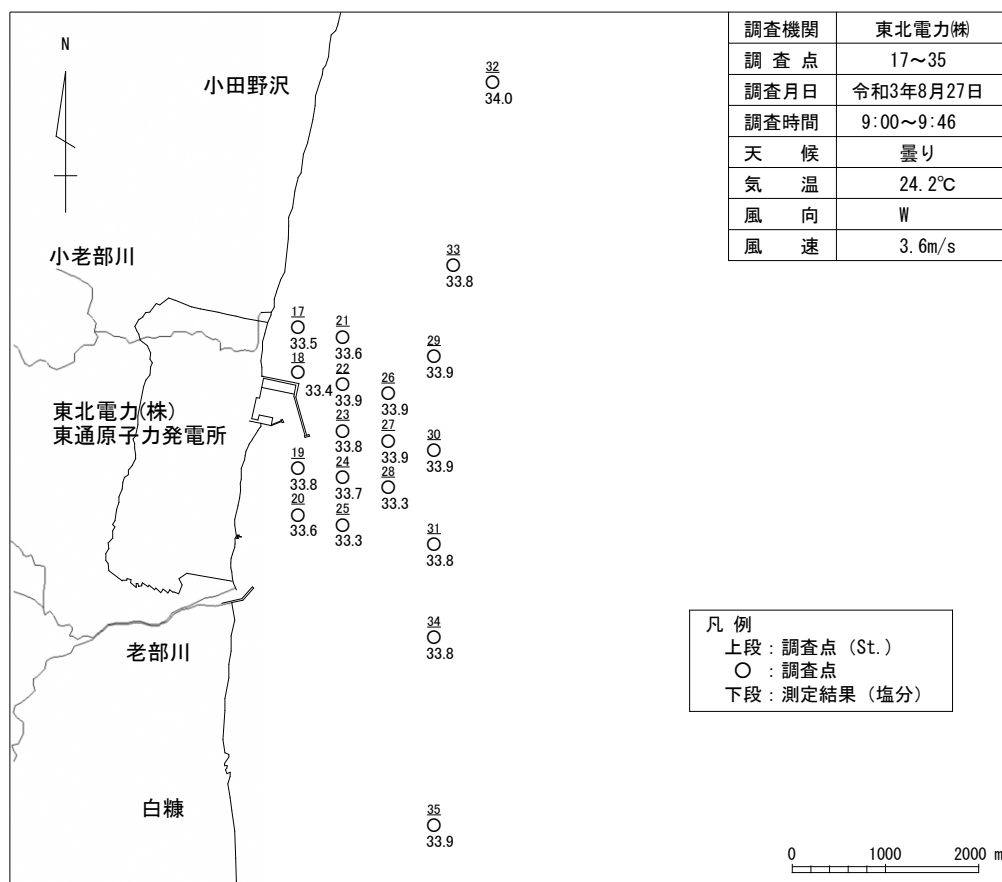 調査機関 東北電力㈱
調査点 17～35
調査月日 令和3年8月27日
調査時間 9:00～9:46
天候 曇り
気温 24.2℃
風向 W
風速 3.6m/s
N
小田野沢
32
34.0
小老部川
33
33.8
17
33.5
21
33.6
29
33.9
18
33.4
22
33.9
26
33.9
東北電力(株)
東通原子力発電所
23
33.8
27
33.9
30
33.9
19
33.8
24
33.7
28
33.3
20
33.6
25
33.3
31
33.8
34
33.8
老部川
凡例
上段：調査点（St.）
○：調査点
下段：測定結果（塩分）
白糠
35
33.9
0 1000 2000 m